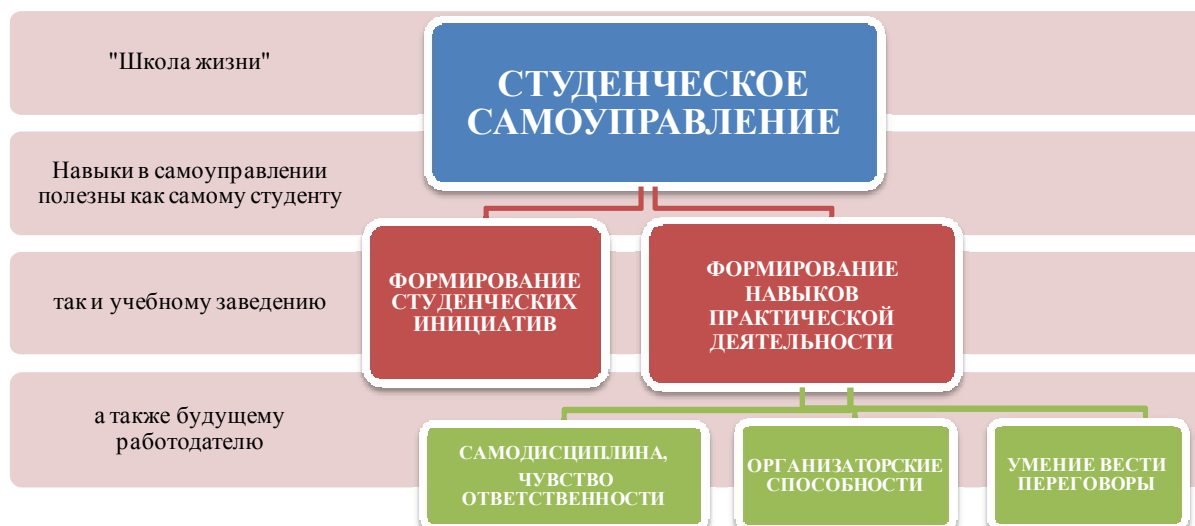 "Школа жизни"
СТУДЕНЧЕСКОЕ
САМОУПРАВЛЕНИЕ
Навыки в самоуправлении
полезны как самому студенту
так и учебному заведению
ФОРМИРОВАНИЕ
СТУДЕНЧЕСКИХ
ИНИЦИАТИВ
ФОРМИРОВАНИЕ
НАВЫКОВ
ПРАКТИЧЕСКОЙ
ДЕЯТЕЛЬНОСТИ
а также будущему
работодателю
САМОДИСЦИПЛИНА,
ЧУВСТВО
ОТВЕТСТВЕННОСТИ
ОРГАНИЗАТОРСКИЕ
СПОСОБНОСТИ
УМЕНИЕ ВЕСТИ
ПЕРЕГОВОРЫ